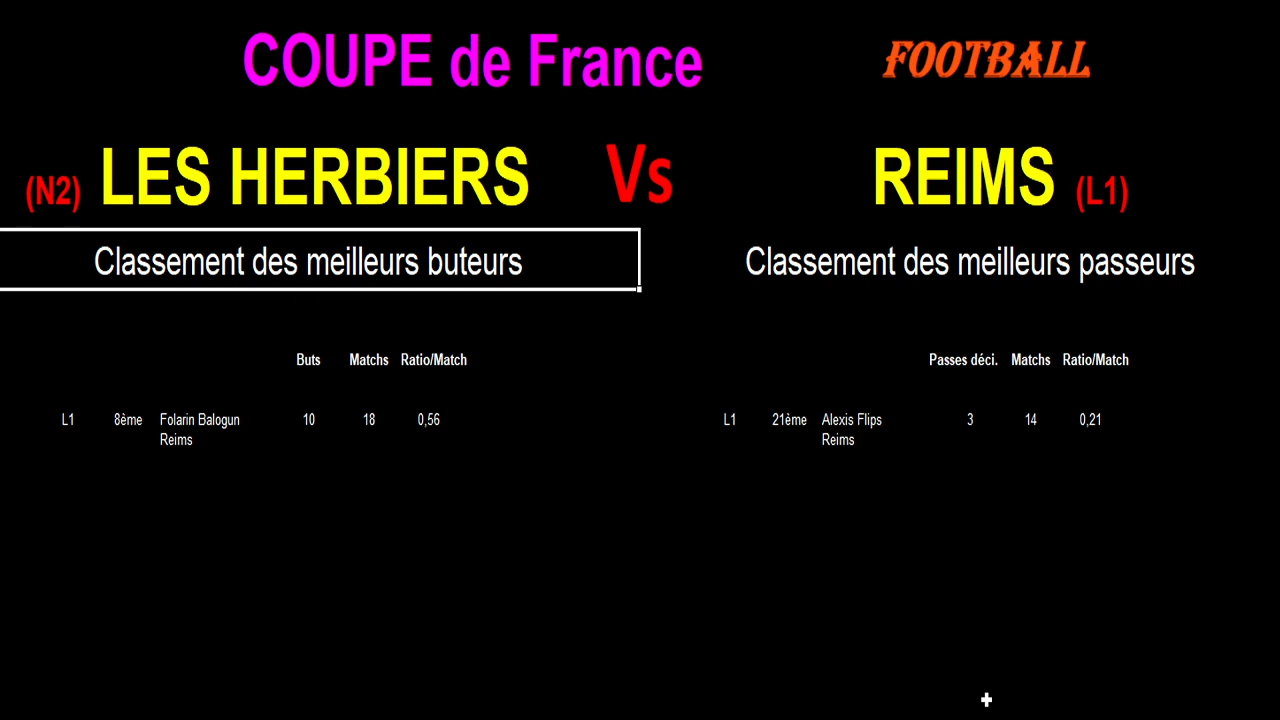 COUPE de France FOOTBALL
(N2) LES HERBIERS Vs REIMS (L1)
Classement des meilleurs buteurs
Classement des meilleurs passeurs
Buts Matchs Ratio/Match
L1 8ème Folarin Balogun 10 18 0,56
Reims
Passes déci. Matchs Ratio/Match
L1 21ème Alexis Flips 3 14 0,21
Reims